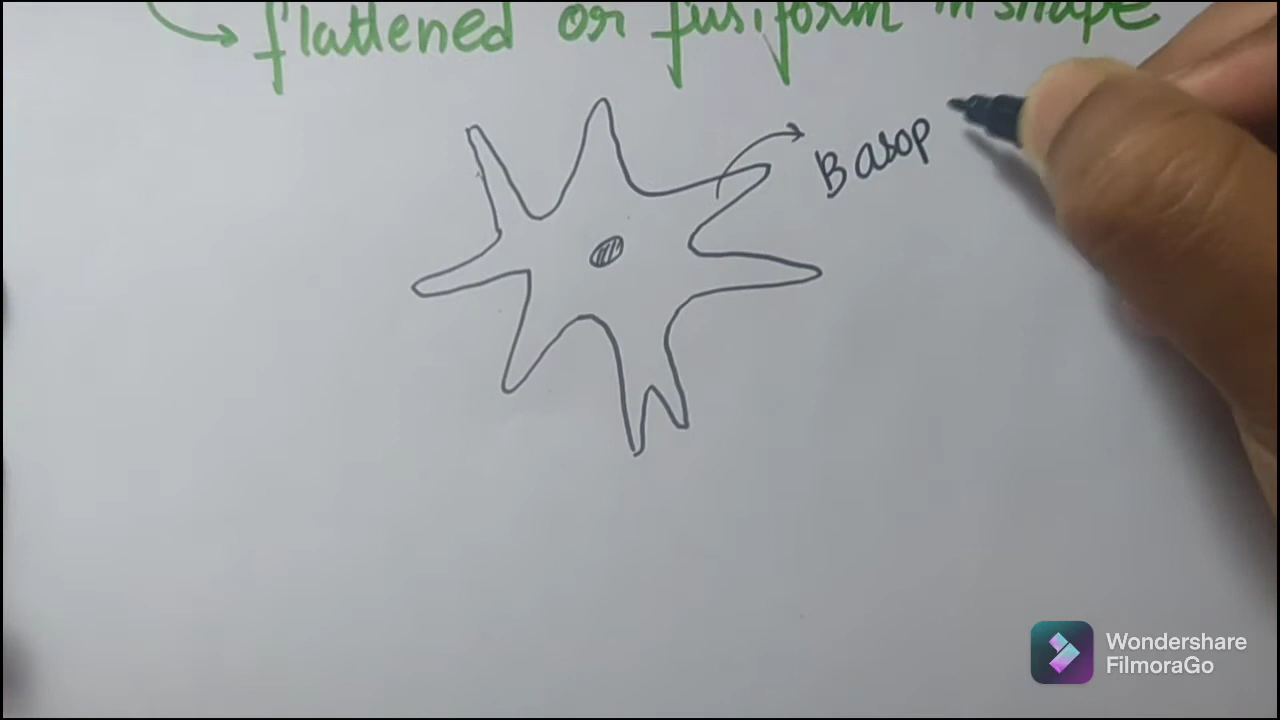 flattened or fusiform in shape
Basop
Wondershare
FilmoraGo